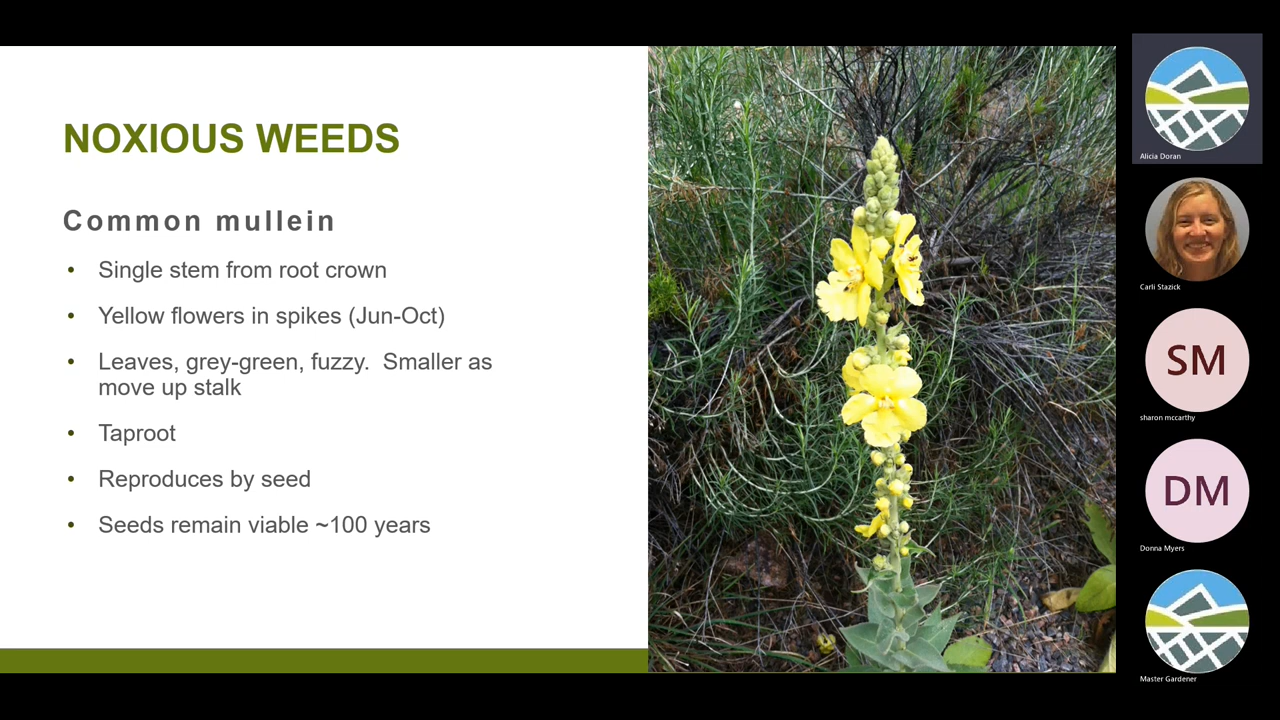 NOXIOUS WEEDS
Common mullein
• Single stem from root crown
• Yellow flowers in spikes (Jun-Oct)
• Leaves, grey-green, fuzzy.  Smaller as
move up stalk
• Taproot
• Reproduces by seed
• Seeds remain viable ~100 years
Alicia Doran
Carli Stazick
SM
sharon mccarthy
DM
Donna Myers
Master Gardener